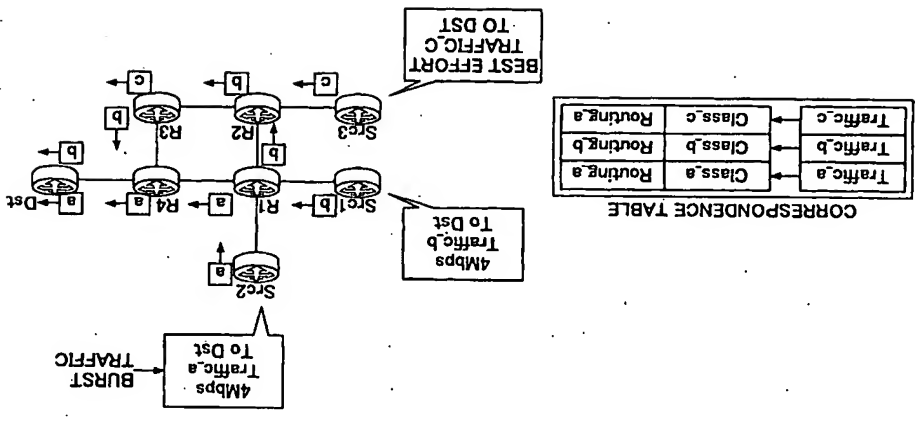 4Mbps
Traffic_a
To Dst
BURST
TRAFFIC
Src2
a
4Mbps
Traffic_b
To Dst
Src1
b
R1
a
R4
a
a
Dst
b
b
b
Src3
R2
R3
c
b
c
BEST EFFORT
TRAFFIC_C
TO DST
CORRESPONDENCE TABLE
Traffic_a Class_a Routing_a
Traffic_b Class_b Routing_b
Traffic_c Class_c Routing_a